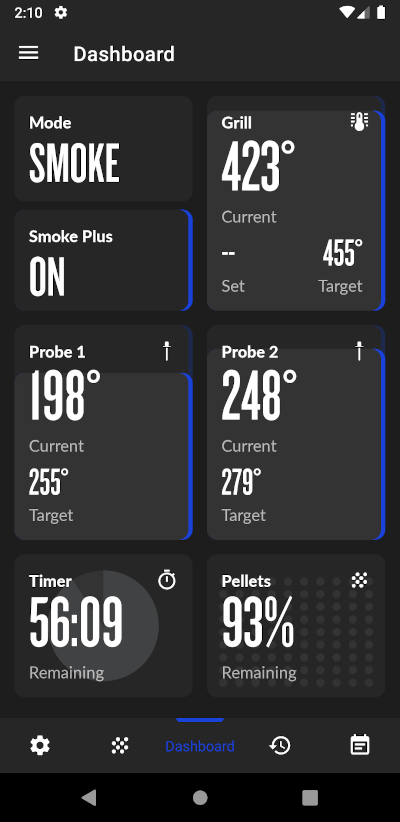 2:10
Dashboard
Mode
SMOKE
Smoke Plus
ON
Grill
423°
Current
-- 455°
Set Target
Probe 1
198°
Current
255°
Target
Probe 2
248°
Current
279°
Target
Timer
56:09
Remaining
Pellets
93%
Remaining
Dashboard